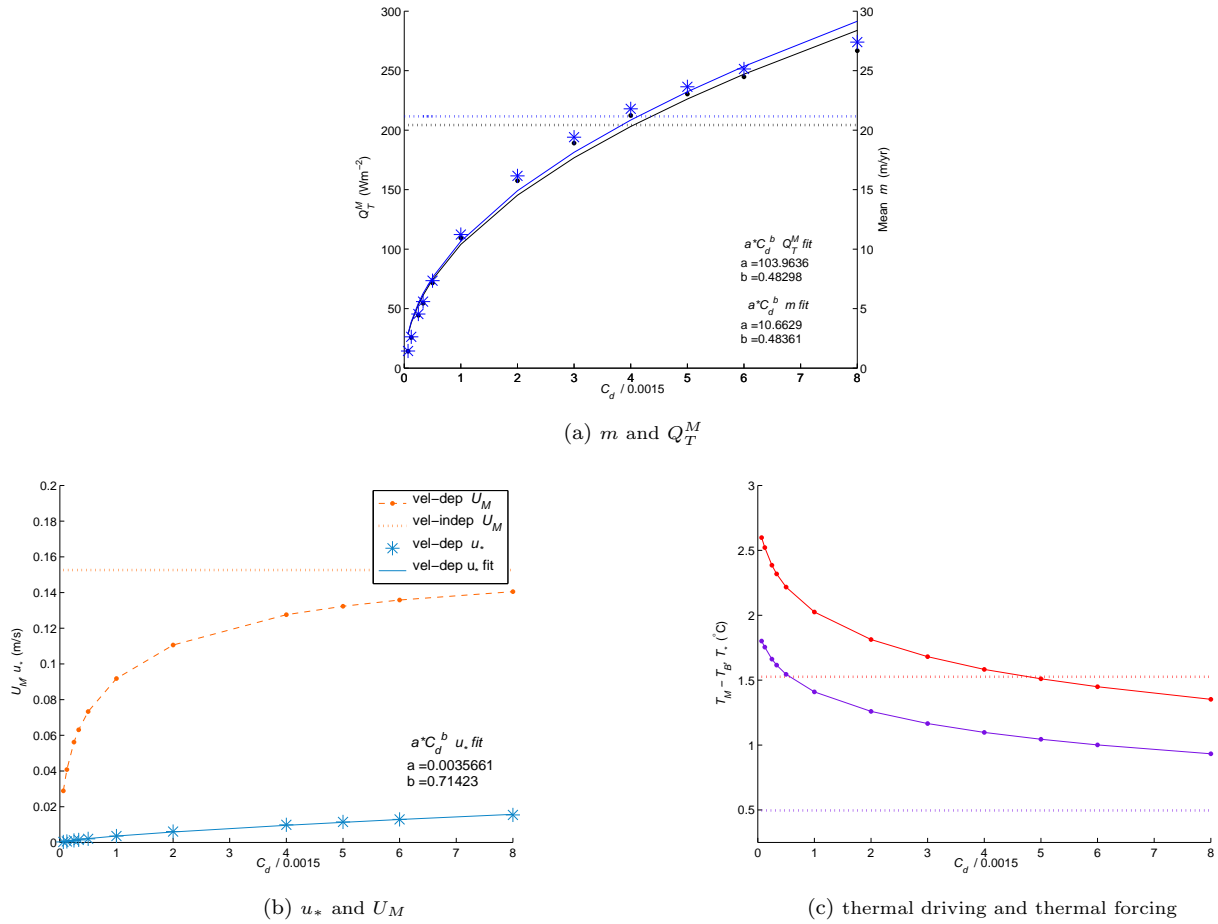 300
250
200
150
100
50
0
Q_T^M (Wm−2)
30
25
20
15
10
5
0
Mean m (m/yr)
a*C_d^b Q_T^M fit
a =103.9636
b =0.48298
a*C_d^b m fit
a =10.6629
b =0.48361
0 1 2 3 4 5 6 7 8
C_d / 0.0015
(a) m and Q_T^M
0.2
0.18
0.16
0.14
0.12
0.1
0.08
0.06
0.04
0.02
0
U_M, u_* (m/s)
vel−dep U_M
vel−indep U_M
vel−dep u_*
vel−dep u_* fit
a*C_d^b u_* fit
a =0.0035661
b =0.71423
0 1 2 3 4 5 6 7 8
C_d / 0.0015
(b) u_* and U_M
3
2.5
2
1.5
1
0.5
T_M − T_B, T_* (°C)
0 1 2 3 4 5 6 7 8
C_d / 0.0015
(c) thermal driving and thermal forcing